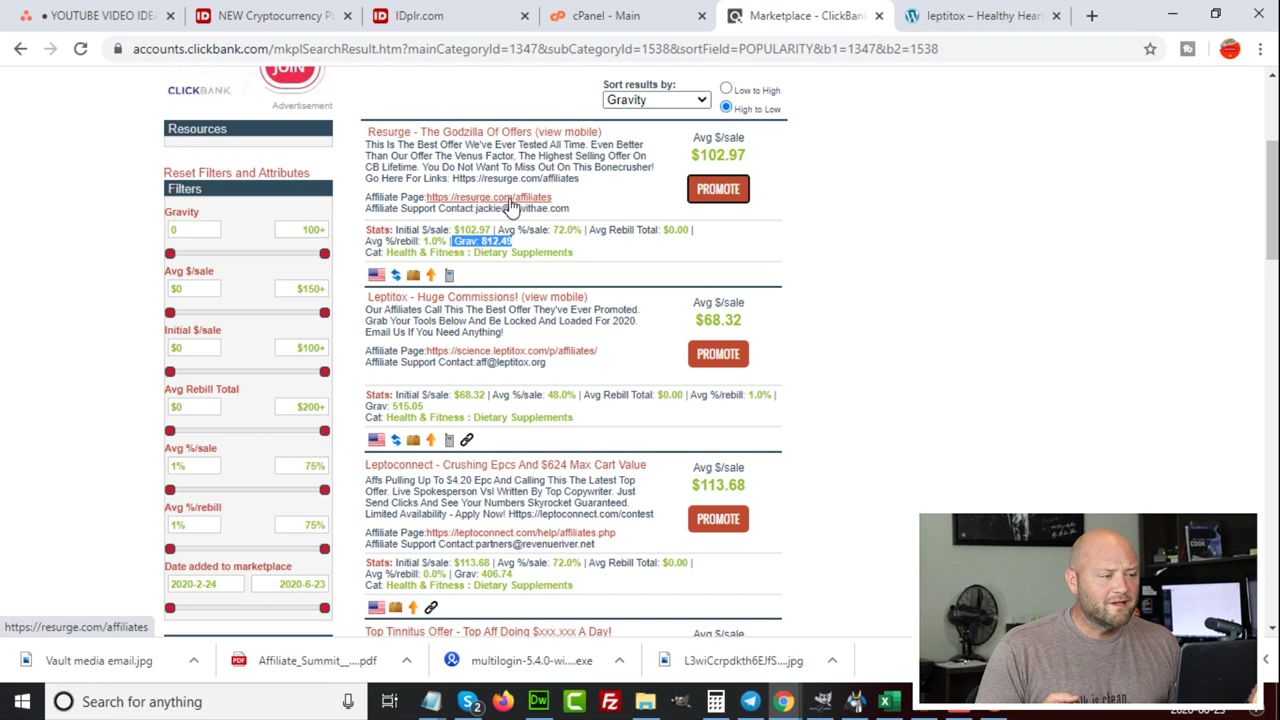 ● YOUTUBE VIDEO IDEA
NEW Cryptocurrency PL
IDplr.com
cPanel - Main
Marketplace - ClickBan
leptitox – Healthy Heart
accounts.clickbank.com/mkplSearchResult.htm?mainCategoryId=1347&subCategoryId=1538&sortField=POPULARITY&b1=1347&b2=1538
JOIN
CLICKBANK
Advertisement
Sort results by:
Gravity
Low to High
High to Low
Resources
Reset Filters and Attributes
Filters
Gravity
0
100+
Avg $/sale
$0
$150+
Initial $/sale
$0
$100+
Avg Rebill Total
$0
$200+
Avg %/sale
1%
75%
Avg %/rebill
1%
75%
Date added to marketplace
2020-2-24
2020-6-23
Resurge - The Godzilla Of Offers (view mobile)
This Is The Best Offer We've Ever Tested All Time. Even Better
Than Our Offer The Venus Factor, The Highest Selling Offer On
CB Lifetime. You Do Not Want To Miss Out On This Bonecrusher!
Go Here For Links: Https://resurge.com/affiliates
Affiliate Page:https://resurge.com/affiliates
Affiliate Support Contact:jackie withae.com
Stats: Initial $/sale: $102.97 | Avg %/sale: 72.0% | Avg Rebill Total: $0.00 |
Avg %/rebill: 1.0% | Grav: 812.49
Cat: Health & Fitness : Dietary Supplements
Avg $/sale
$102.97
PROMOTE
Leptitox - Huge Commissions! (view mobile)
Our Affiliates Call This The Best Offer They've Ever Promoted.
Grab Your Tools Below And Be Locked And Loaded For 2020.
Email Us If You Need Anything!
Affiliate Page:https://science.leptitox.com/p/affiliates/
Affiliate Support Contact:aff@leptitox.org
Stats: Initial $/sale: $68.32 | Avg %/sale: 48.0% | Avg Rebill Total: $0.00 | Avg %/rebill: 1.0% |
Grav: 515.05
Cat: Health & Fitness : Dietary Supplements
Avg $/sale
$68.32
PROMOTE
Leptoconnect - Crushing Epcs And $624 Max Cart Value
Affs Pulling Up To $4.20 Epc And Calling This The Latest Top
Offer. Live Spokesperson Vsl Written By Top Copywriter. Just
Send Clicks And See Your Numbers Skyrocket Guaranteed.
Limited Availability - Apply Now! Https://leptoconnect.com/contest
Affiliate Page:https://leptoconnect.com/help/affiliates.php
Affiliate Support Contact:partners@revenueriver.net
Stats: Initial $/sale: $113.68 | Avg %/sale: 72.0% | Avg Rebill Total: $0.00 |
Avg %/rebill: 0.0% | Grav: 406.74
Cat: Health & Fitness : Dietary Supplements
Avg $/sale
$113.68
PROMOTE
Top Tinnitus Offer - Top Aff Doing $xxx,xxx A Day!
Avg $/sale
COOK
https://resurge.com/affiliates
Vault media email.jpg
Affiliate_Summit__....pdf
multilogin-5.4.0-wi....exe
L3wiCcrpdkth6EJfS....jpg
Search for anything
2020-06-23